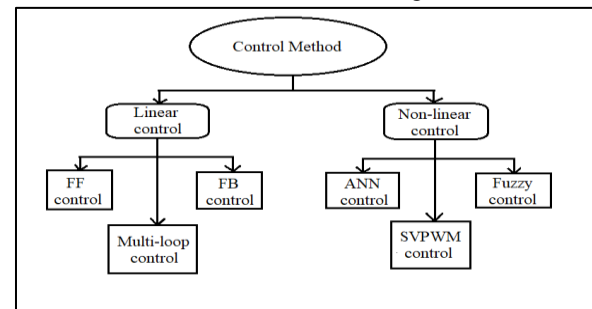 Control Method
Linear
control
Non-linear
control
FF
control
FB
control
ANN
control
Fuzzy
control
Multi-loop
control
SVPWM
control